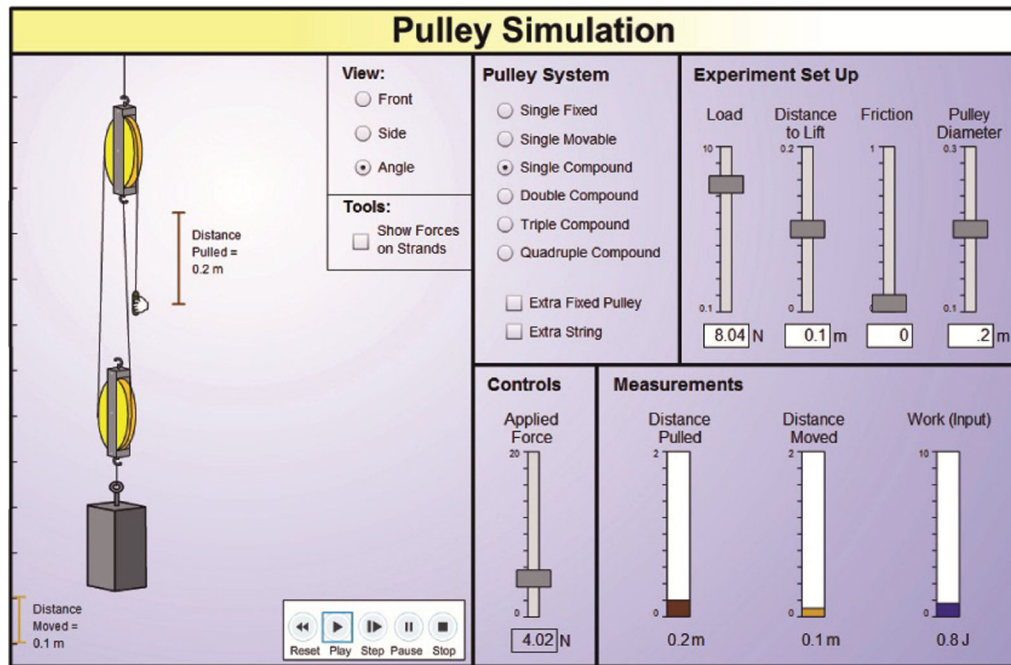 Pulley Simulation
Distance
Pulled =
0.2 m
Distance
Moved =
0.1 m
Reset Play Step Pause Stop
View:
Front
Side
Angle
Tools:
Show Forces
on Strands
Pulley System
Single Fixed
Single Movable
Single Compound
Double Compound
Triple Compound
Quadruple Compound
Extra Fixed Pulley
Extra String
Experiment Set Up
Load
10
0.1
8.04 N
Distance
to Lift
0.2
0
0.1 m
Friction
1
0
0
Pulley
Diameter
0.3
0.1
.2 m
Controls
Applied
Force
20
0
4.02 N
Measurements
Distance
Pulled
2
0
0.2 m
Distance
Moved
2
0
0.1 m
Work (Input)
10
0
0.8 J